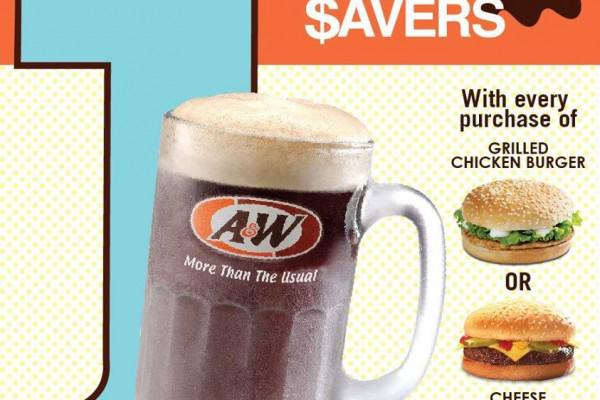 $AVERS
With every
purchase of
GRILLED
CHICKEN BURGER
A&W
More Than The Usual
OR
CHEESE